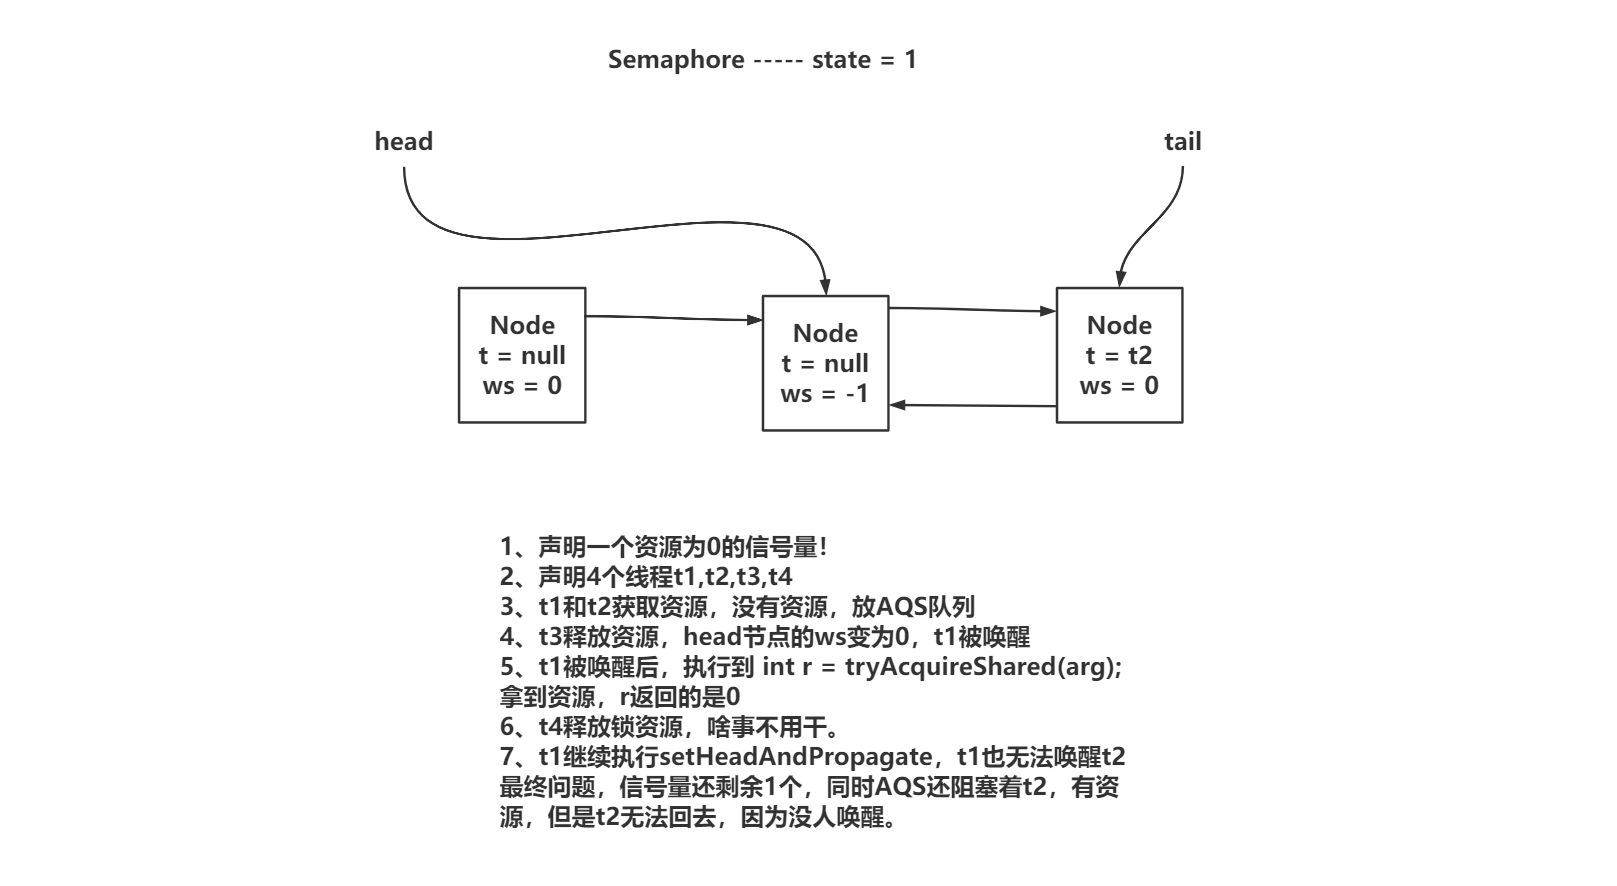 Semaphore ----- state = 1
head
tail
Node
t = null
ws = 0
Node
t = null
ws = -1
Node
t = t2
ws = 0
1、声明一个资源为0的信号量！
2、声明4个线程t1,t2,t3,t4
3、t1和t2获取资源，没有资源，放AQS队列
4、t3释放资源，head节点的ws变为0，t1被唤醒
5、t1被唤醒后，执行到 int r = tryAcquireShared(arg);
拿到资源，r返回的是0
6、t4释放锁资源，啥事不用干。
7、t1继续执行setHeadAndPropagate，t1也无法唤醒t2
最终问题，信号量还剩余1个，同时AQS还阻塞着t2，有资
源，但是t2无法回去，因为没人唤醒。